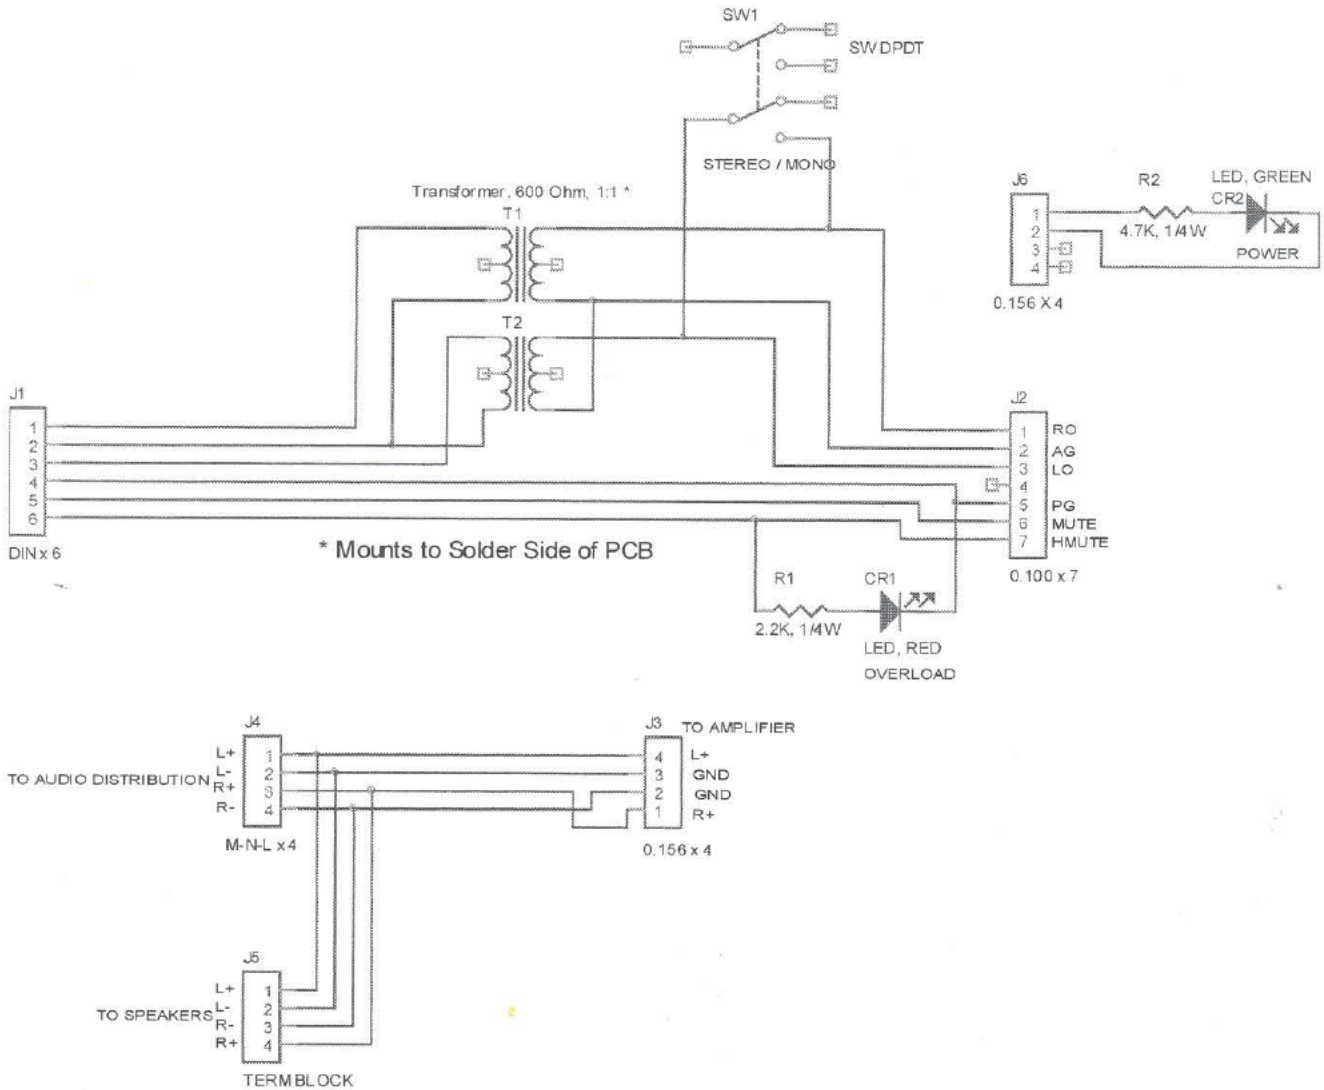 SW1
SW DPDT
STEREO / MONO
Transformer, 600 Ohm, 1:1 *
T1
T2
J6
1
2
3
4
0.156 X 4
R2
4.7K, 1/4W
LED, GREEN
CR2
POWER
J1
1
2
3
4
5
6
DIN x 6
* Mounts to Solder Side of PCB
J2
1 RO
2 AG
3 LO
4
5 PG
6 MUTE
7 HMUTE
0.100 x 7
R1
2.2K, 1/4W
CR1
LED, RED
OVERLOAD
J4
TO AUDIO DISTRIBUTION
L+ 1
L- 2
R+ 3
R- 4
M-N-L x 4
J3
TO AMPLIFIER
4 L+
3 GND
2 GND
1 R+
0.156 x 4
J5
TO SPEAKERS
L+ 1
L- 2
R- 3
R+ 4
TERM BLOCK